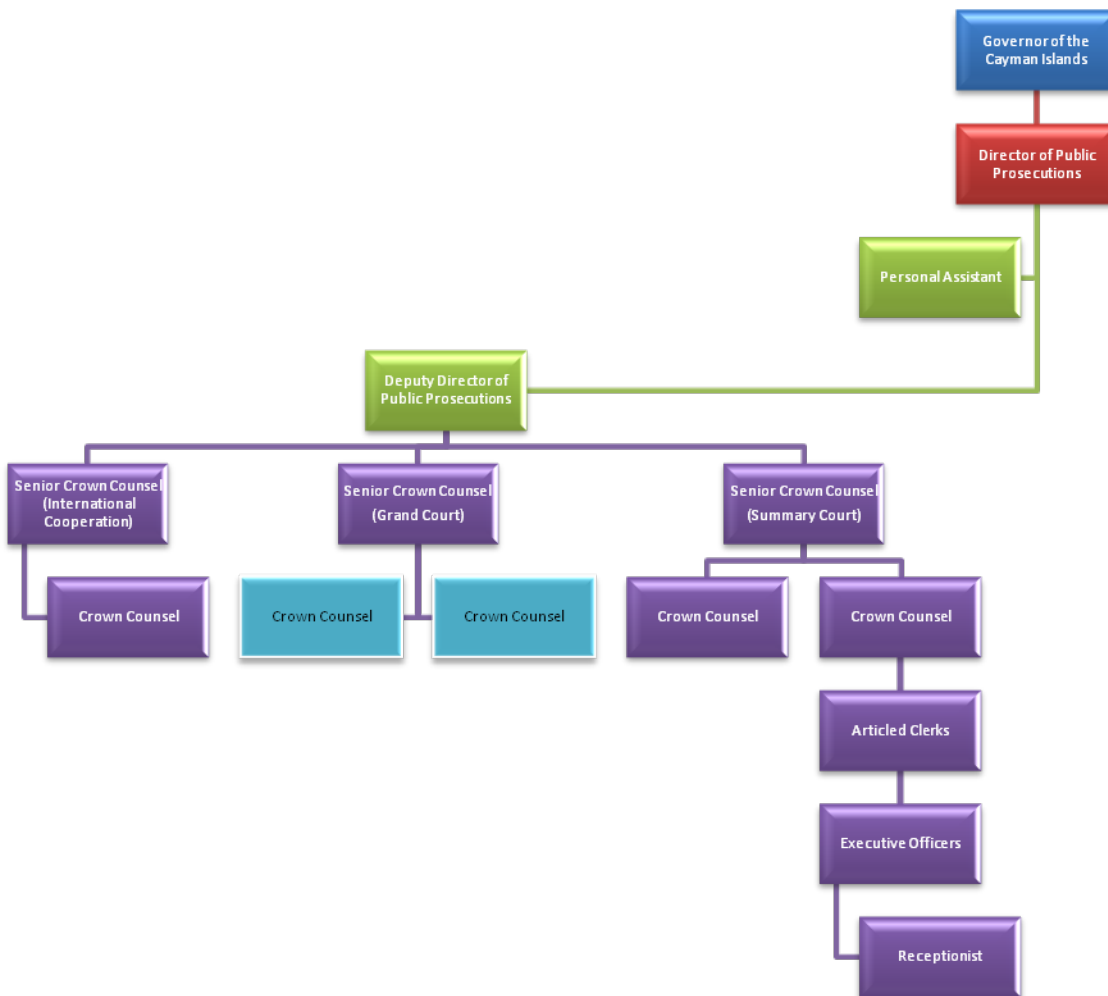 Governor of the
Cayman Islands
Director of Public
Prosecutions
Personal Assistant
Deputy Director of
Public Prosecutions
Senior Crown Counsel
(International
Cooperation)
Senior Crown Counsel
(Grand Court)
Senior Crown Counsel
(Summary Court)
Crown Counsel
Crown Counsel
Crown Counsel
Crown Counsel
Crown Counsel
Articled Clerks
Executive Officers
Receptionist